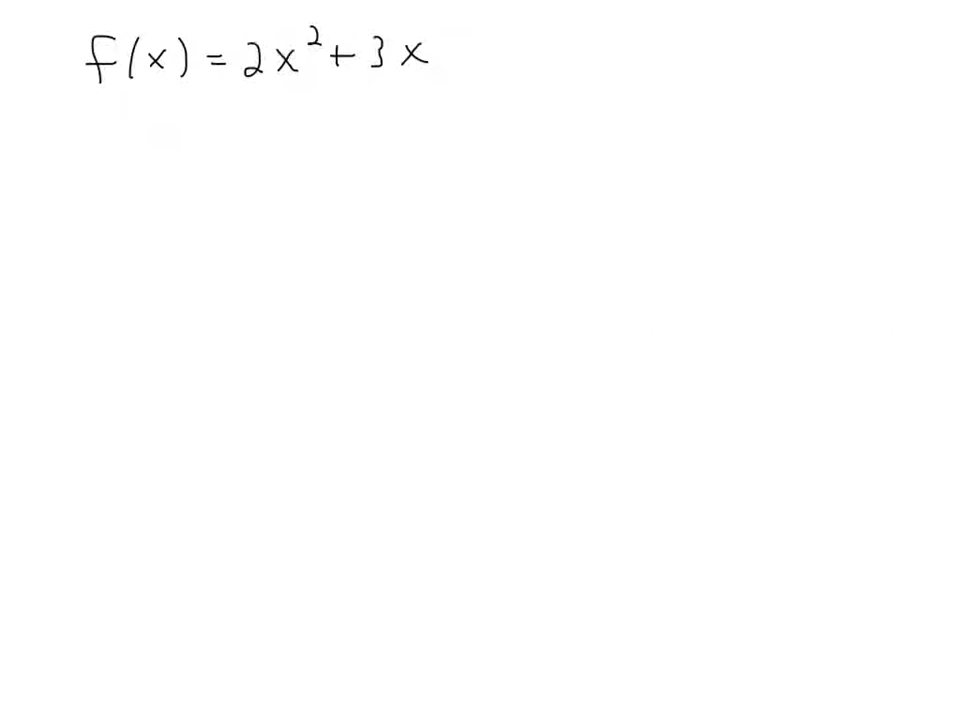 f(x) = 2x² + 3x